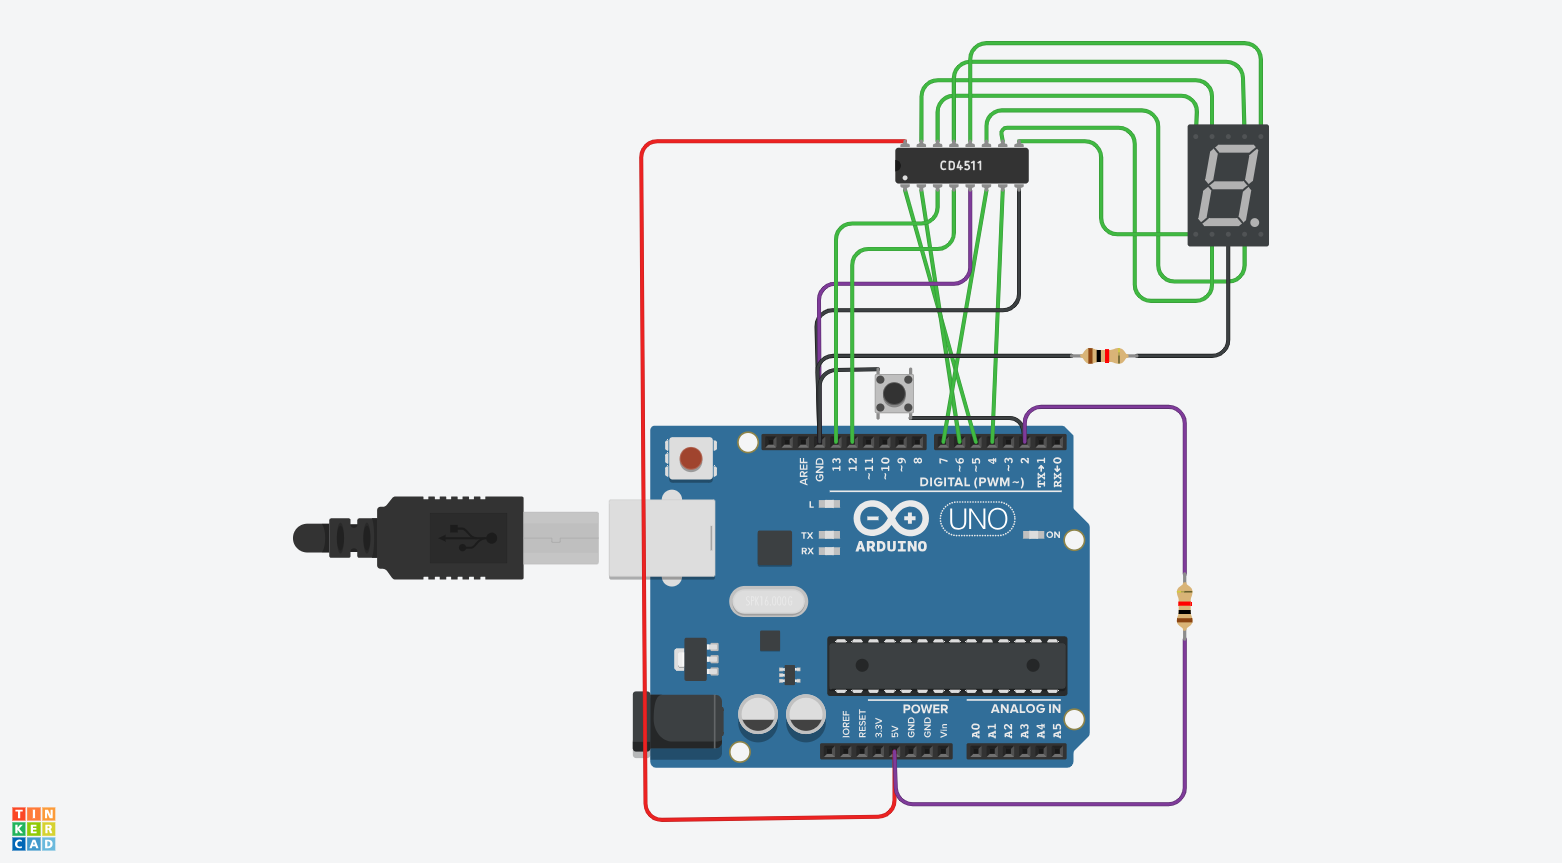 CD4511
AREF
GND
13
12
~11
~10
~9
8
7
~6
~5
4
~3
2
TX→1
RX←0
DIGITAL (PWM~)
L
TX
RX
ARDUINO
UNO
ON
POWER
ANALOG IN
IOREF
RESET
3.3V
5V
GND
GND
Vin
A0
A1
A2
A3
A4
A5
TIN
KER
CAD